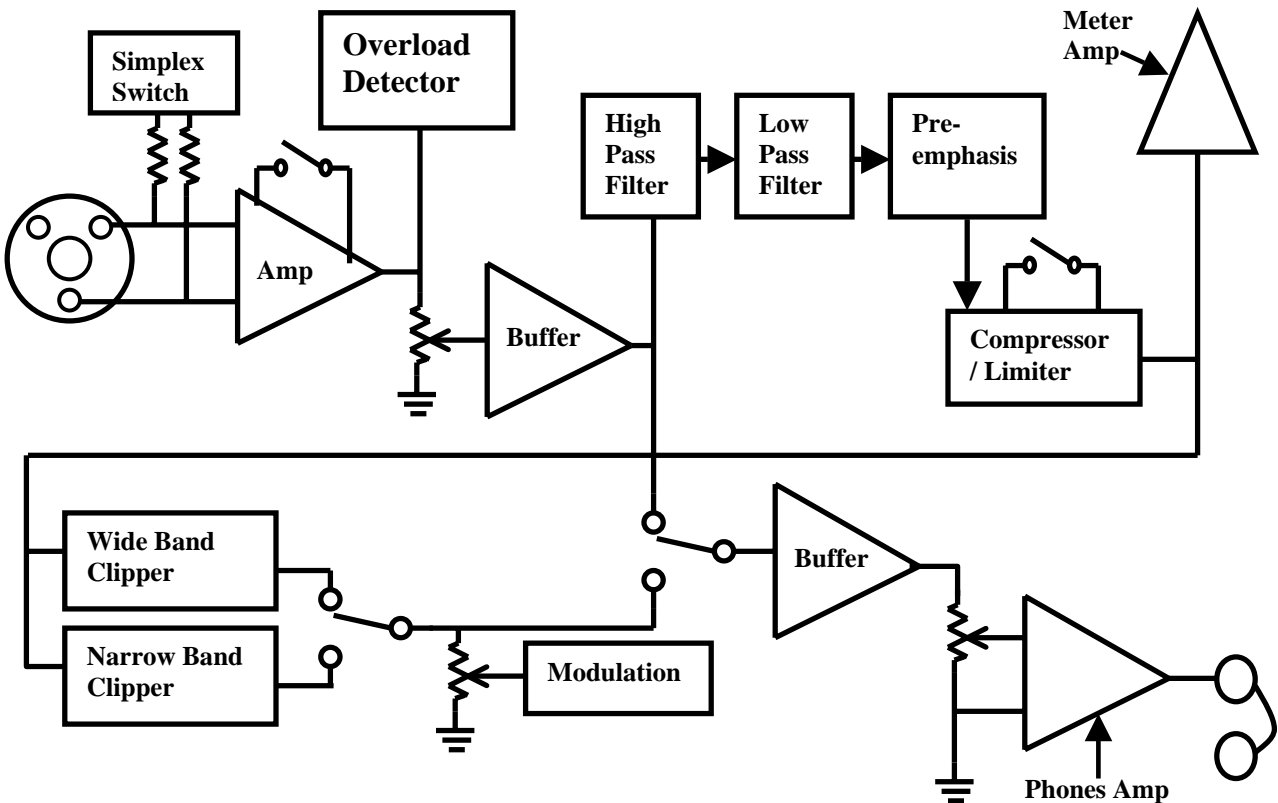 Simplex
Switch
Overload
Detector
High
Pass
Filter
Low
Pass
Filter
Pre-
emphasis
Meter
Amp
Amp
Buffer
Compressor
/ Limiter
Wide Band
Clipper
Narrow Band
Clipper
Modulation
Buffer
Phones Amp